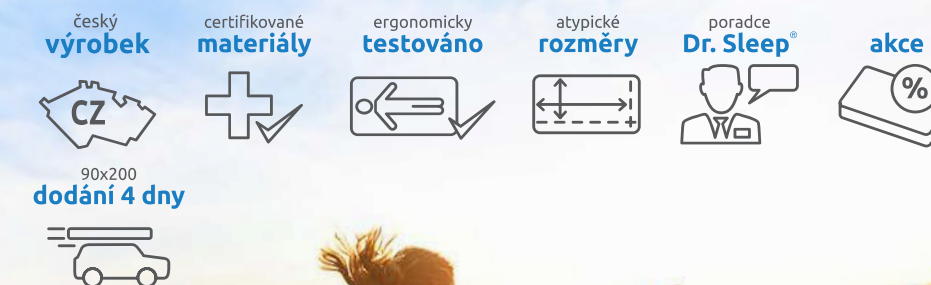 český
výrobek
CZ
certifikované
materiály
ergonomicky
testováno
atypické
rozměry
poradce
Dr. Sleep®
akce
%
90x200
dodání 4 dny